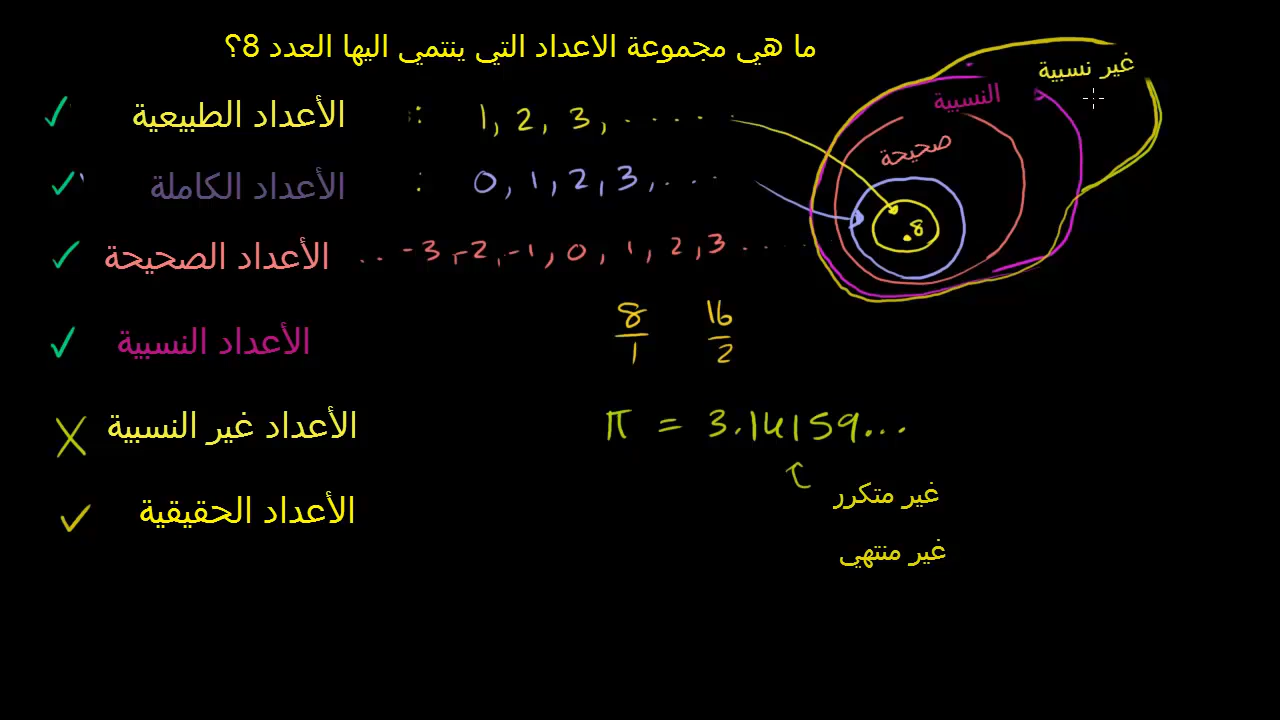 ما هي مجموعة الاعداد التي ينتمي اليها العدد 8؟
الأعداد الطبيعية : 1, 2, 3, .....
الأعداد الكاملة : 0, 1, 2, 3, ...
الأعداد الصحيحة .. -3 -2, -1, 0, 1, 2, 3 ....
8/1 16/2
الأعداد النسبية
الأعداد غير النسبية
π = 3.14159...
غير متكرر
غير منتهي
الأعداد الحقيقية
غير نسبية
النسبية
صحيحة
.8